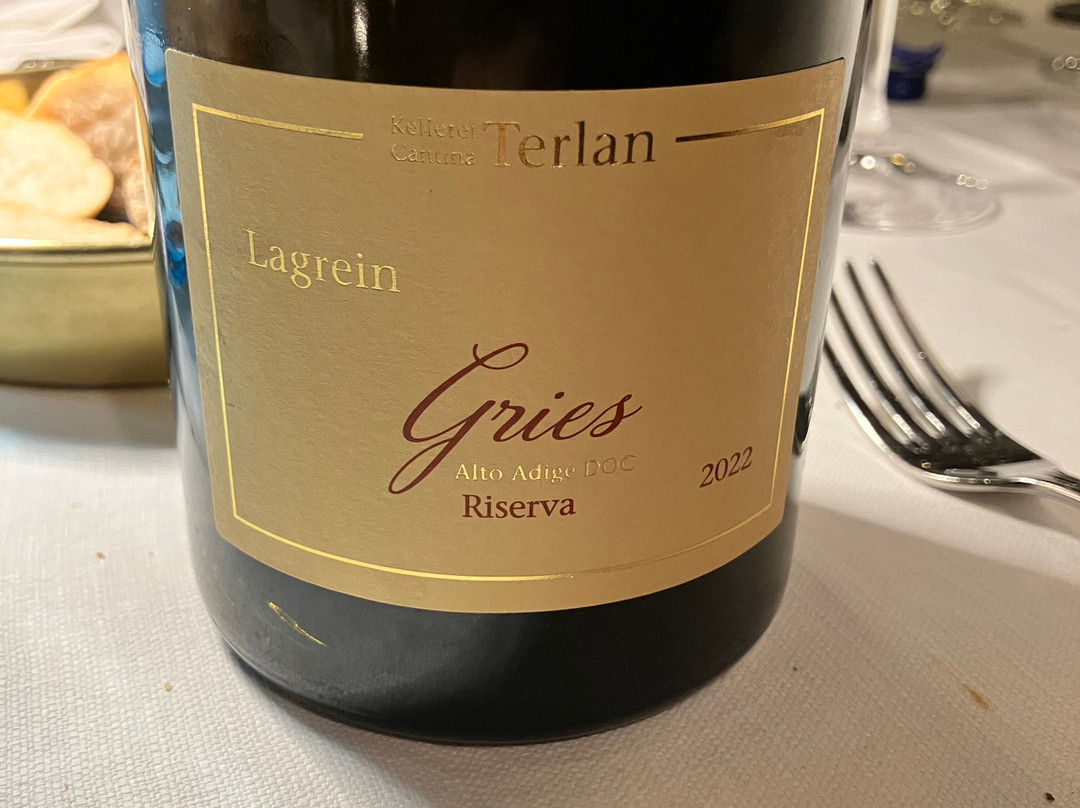 Kellerei
Cantina Terlan
Lagrein
Gries
Alto Adige DOC
Riserva
2022